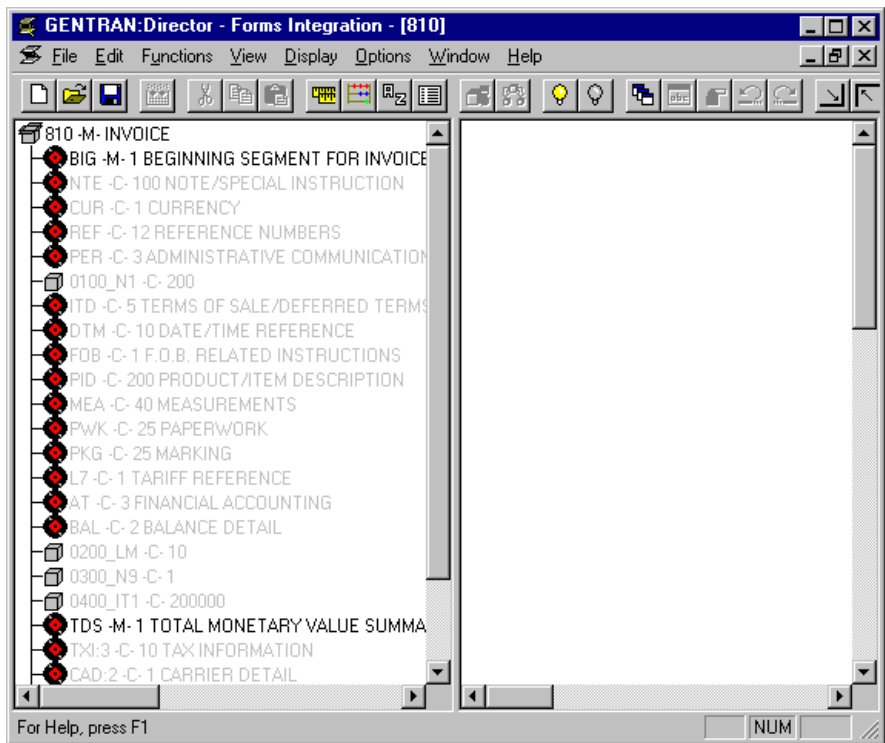 GENTRAN:Director - Forms Integration - [810]
File Edit Functions View Display Options Window Help
810 -M- INVOICE
BIG -M- 1 BEGINNING SEGMENT FOR INVOICE
NTE -C- 100 NOTE/SPECIAL INSTRUCTION
CUR -C- 1 CURRENCY
REF -C- 12 REFERENCE NUMBERS
PER -C- 3 ADMINISTRATIVE COMMUNICATION
0100_N1 -C- 200
ITD -C- 5 TERMS OF SALE/DEFERRED TERMS
DTM -C- 10 DATE/TIME REFERENCE
FOB -C- 1 F.O.B. RELATED INSTRUCTIONS
PID -C- 200 PRODUCT/ITEM DESCRIPTION
MEA -C- 40 MEASUREMENTS
PWK -C- 25 PAPERWORK
PKG -C- 25 MARKING
L7 -C- 1 TARIFF REFERENCE
AT -C- 3 FINANCIAL ACCOUNTING
BAL -C- 2 BALANCE DETAIL
0200_LM -C- 10
0300_N9 -C- 1
0400_IT1 -C- 200000
TDS -M- 1 TOTAL MONETARY VALUE SUMMA
TXI:3 -C- 10 TAX INFORMATION
CAD:2 -C- 1 CARRIER DETAIL
For Help, press F1 NUM